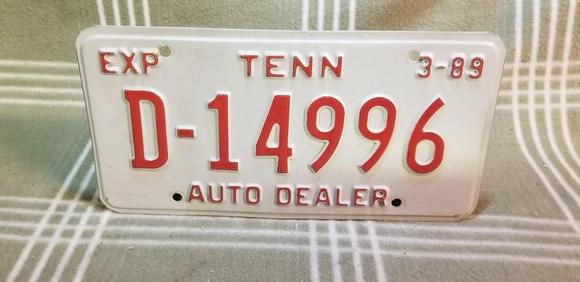 EXP TENN 3-89
D-14996
AUTO DEALER